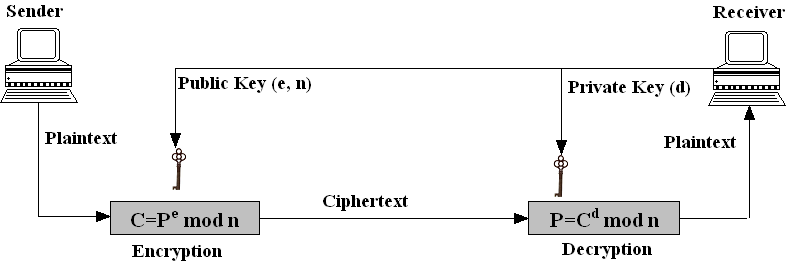 Sender
Receiver
Public Key (e, n)
Private Key (d)
Plaintext
Plaintext
Ciphertext
C=Pᵉ mod n
P=Cᵈ mod n
Encryption
Decryption